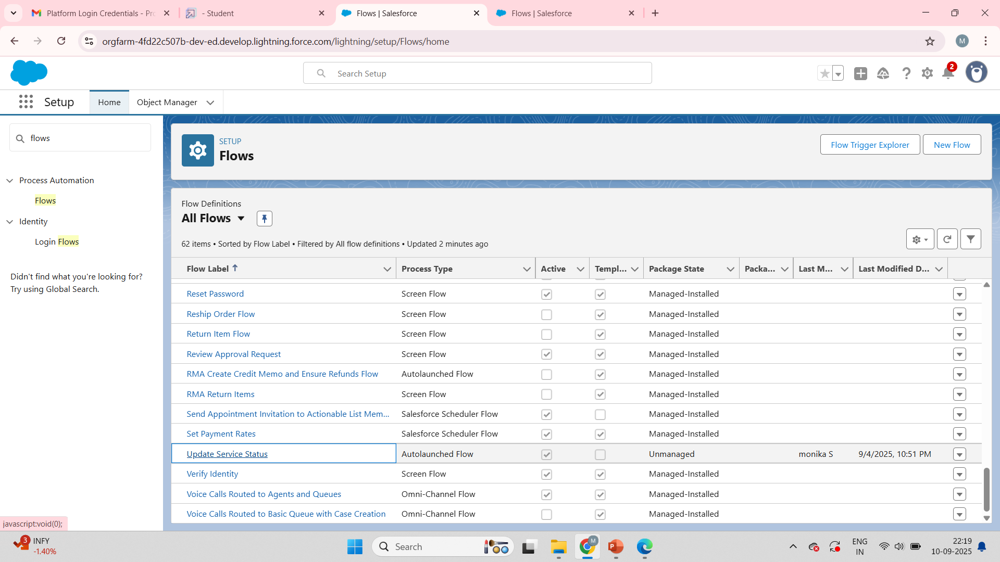 Platform Login Credentials - Pro
- Student
Flows | Salesforce
Flows | Salesforce
orgfarm-4fd22c507b-dev-ed.develop.lightning.force.com/lightning/setup/Flows/home
M
Search Setup
2
Setup
Home
Object Manager
flows
Process Automation
Flows
Identity
Login Flows
Didn't find what you're looking for?
Try using Global Search.
SETUP
Flows
Flow Trigger Explorer
New Flow
Flow Definitions
All Flows
62 items • Sorted by Flow Label • Filtered by All flow definitions • Updated 2 minutes ago
Flow Label Process Type Active Templ... Package State Packa... Last M... Last Modified D...
Reset Password Screen Flow Managed-Installed
Reship Order Flow Screen Flow Managed-Installed
Return Item Flow Screen Flow Managed-Installed
Review Approval Request Screen Flow Managed-Installed
RMA Create Credit Memo and Ensure Refunds Flow Autolaunched Flow Managed-Installed
RMA Return Items Screen Flow Managed-Installed
Send Appointment Invitation to Actionable List Mem... Salesforce Scheduler Flow Managed-Installed
Set Payment Rates Salesforce Scheduler Flow Managed-Installed
Update Service Status Autolaunched Flow Unmanaged monika S 9/4/2025, 10:51 PM
Verify Identity Screen Flow Managed-Installed
Voice Calls Routed to Agents and Queues Omni-Channel Flow Managed-Installed
Voice Calls Routed to Basic Queue with Case Creation Omni-Channel Flow Managed-Installed
javascript:void(0);
3
INFY
-1.40%
Search
M
P
ENG
IN
22:19
10-09-2025